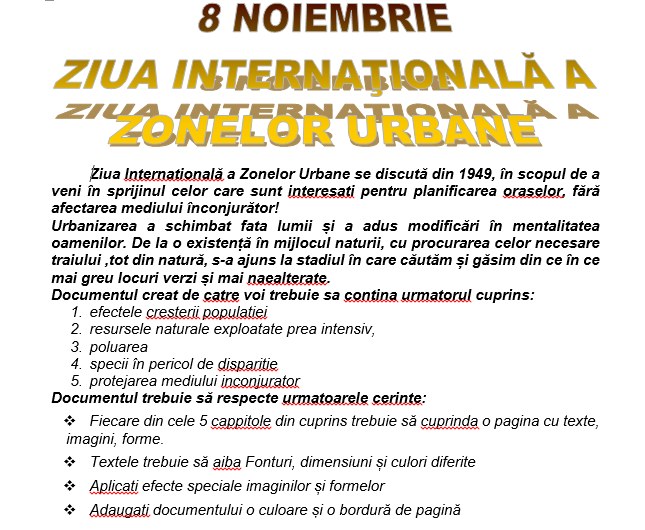 8 NOIEMBRIE
ZIUA INTERNAŢIONALĂ A
ZONELOR URBANE
Ziua Internatională a Zonelor Urbane se discută din 1949, în scopul de a
veni în sprijinul celor care sunt interesati pentru planificarea oraselor, fără
afectarea mediului înconjurător!
Urbanizarea a schimbat fata lumii și a adus modificări în mentalitatea
oamenilor. De la o existență în mijlocul naturii, cu procurarea celor necesare
traiului ,tot din natură, s-a ajuns la stadiul în care căutăm și găsim din ce în ce
mai greu locuri verzi și mai naealterate.
Documentul creat de catre voi trebuie sa contina urmatorul cuprins:
1. efectele cresterii populatiei
2. resursele naturale exploatate prea intensiv,
3. poluarea
4. specii în pericol de disparitie
5. protejarea mediului inconjurator
Documentul trebuie să respecte urmatoarele cerinte:
❖ Fiecare din cele 5 cappitole din cuprins trebuie să cuprinda o pagina cu texte,
imagini, forme.
❖ Textele trebuie să aiba Fonturi, dimensiuni și culori diferite
❖ Aplicati efecte speciale imaginilor și formelor
❖ Adaugati documentului o culoare și o bordură de pagină